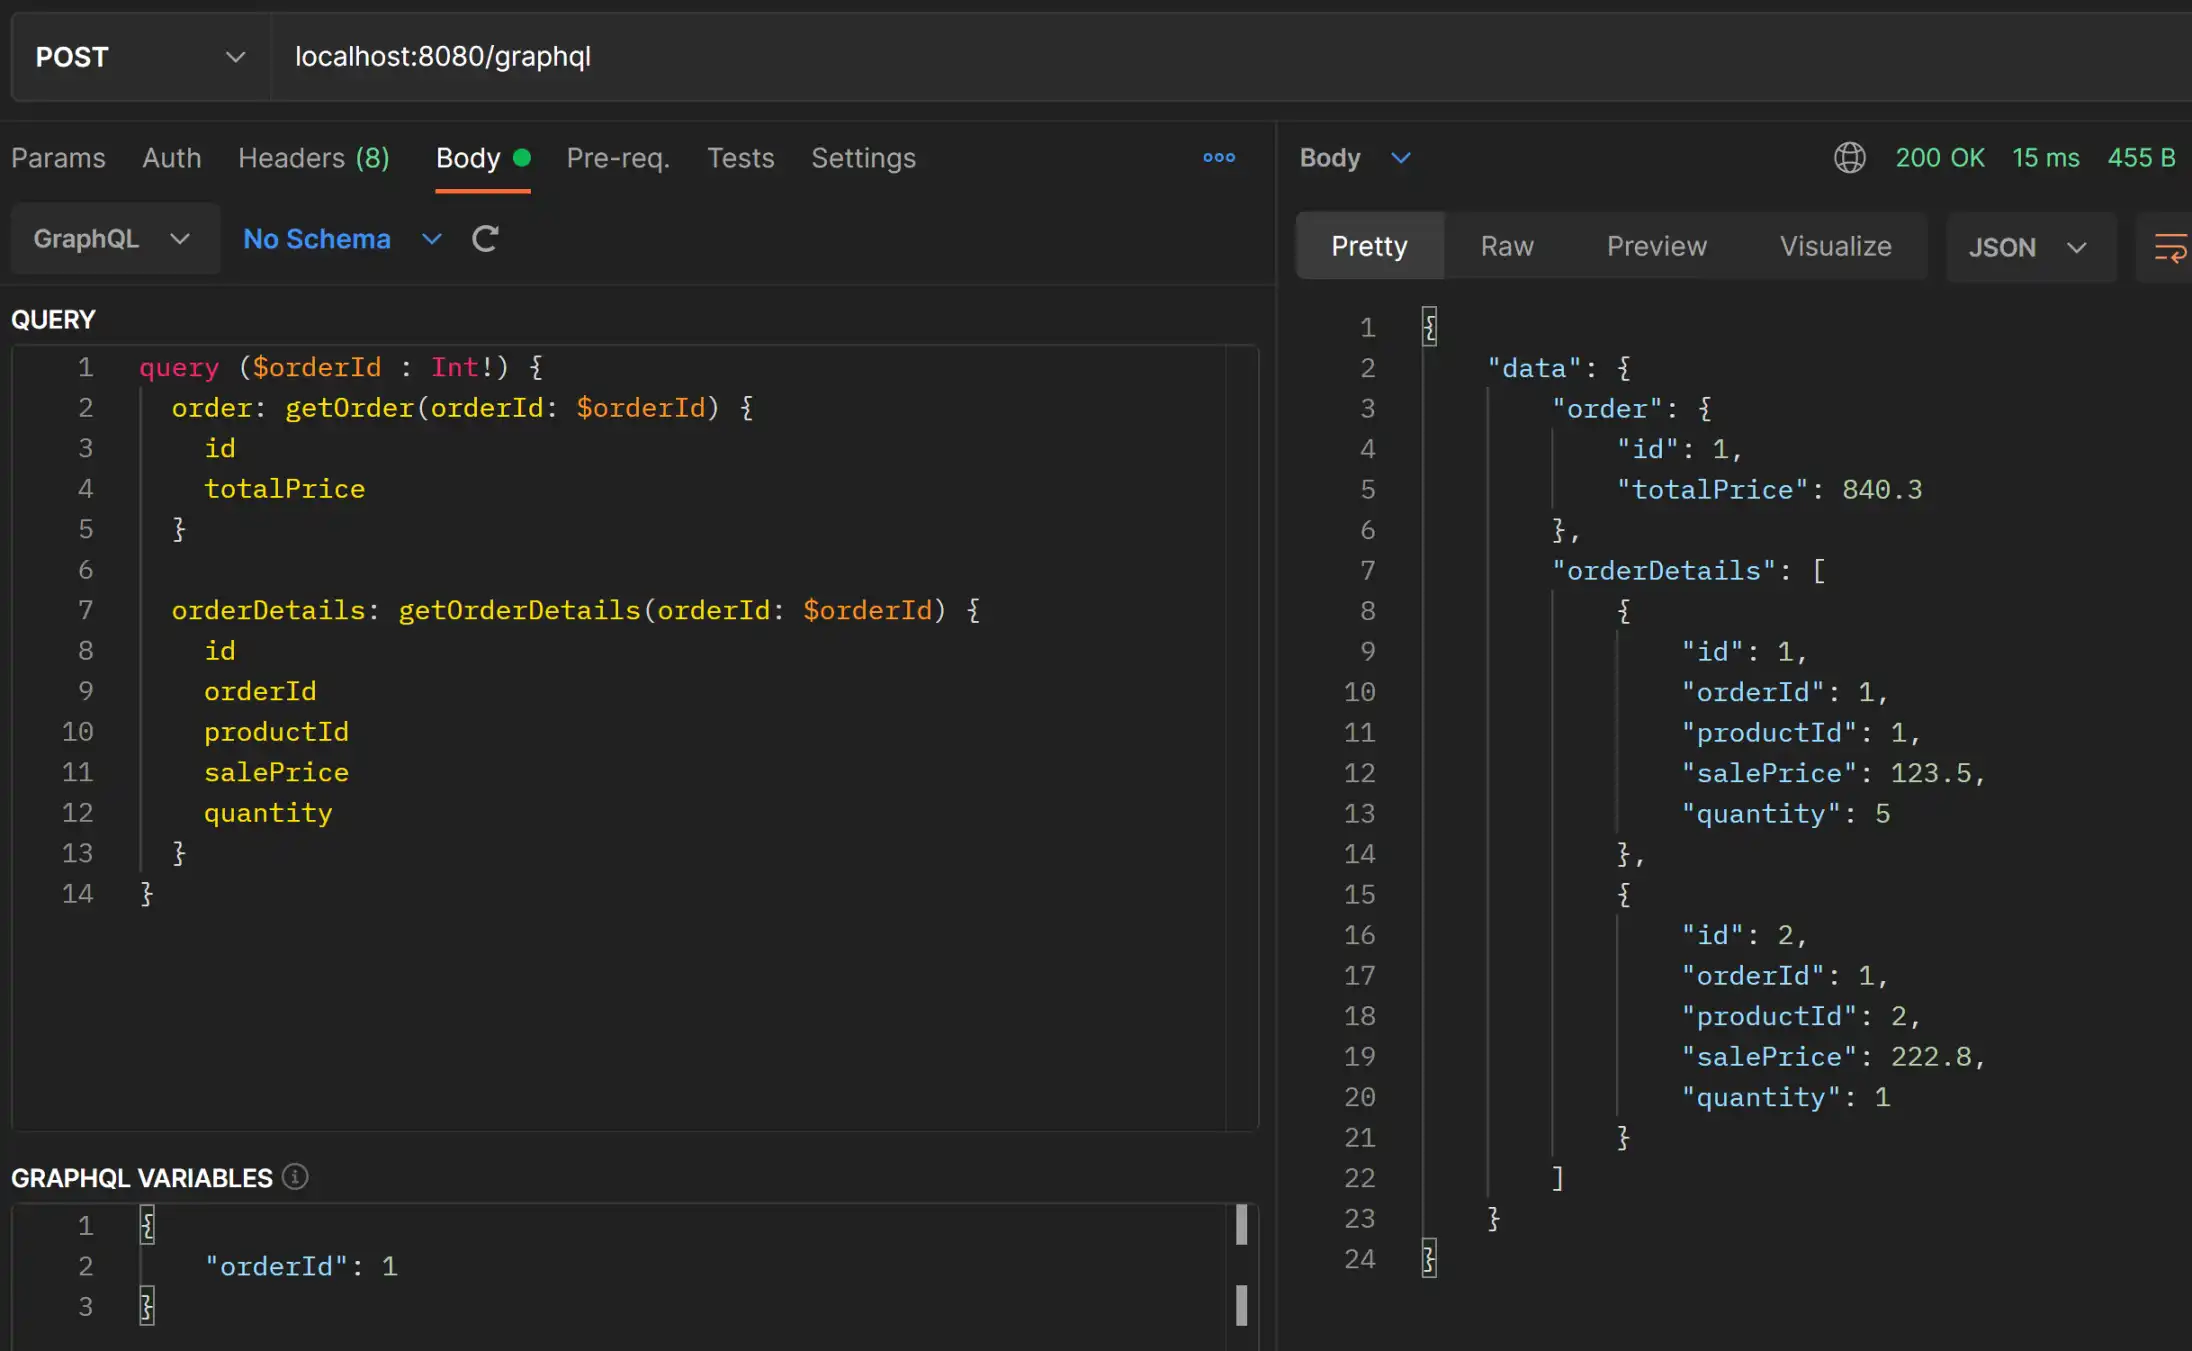 POST localhost:8080/graphql
Params Auth Headers (8) Body Pre-req. Tests Settings
GraphQL No Schema
QUERY
1 query ($orderId : Int!) {
2 order: getOrder(orderId: $orderId) {
3 id
4 totalPrice
5 }
6
7 orderDetails: getOrderDetails(orderId: $orderId) {
8 id
9 orderId
10 productId
11 salePrice
12 quantity
13 }
14 }
GRAPHQL VARIABLES
1 {
2 "orderId": 1
3 }
Body 200 OK 15 ms 455 B
Pretty Raw Preview Visualize JSON
1 {
2 "data": {
3 "order": {
4 "id": 1,
5 "totalPrice": 840.3
6 },
7 "orderDetails": [
8 {
9 "id": 1,
10 "orderId": 1,
11 "productId": 1,
12 "salePrice": 123.5,
13 "quantity": 5
14 },
15 {
16 "id": 2,
17 "orderId": 1,
18 "productId": 2,
19 "salePrice": 222.8,
20 "quantity": 1
21 }
22 ]
23 }
24 }